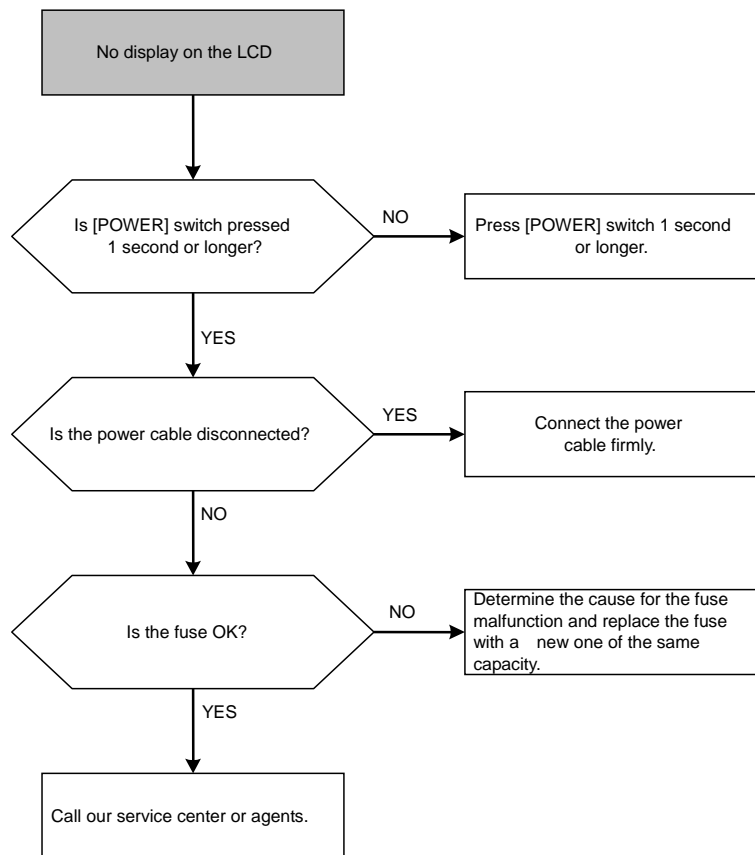 No display on the LCD
Is [POWER] switch pressed
1 second or longer?
NO
Press [POWER] switch 1 second
or longer.
YES
Is the power cable disconnected?
YES
Connect the power
cable firmly.
NO
Is the fuse OK?
NO
Determine the cause for the fuse
malfunction and replace the fuse
with a new one of the same
capacity.
YES
Call our service center or agents.